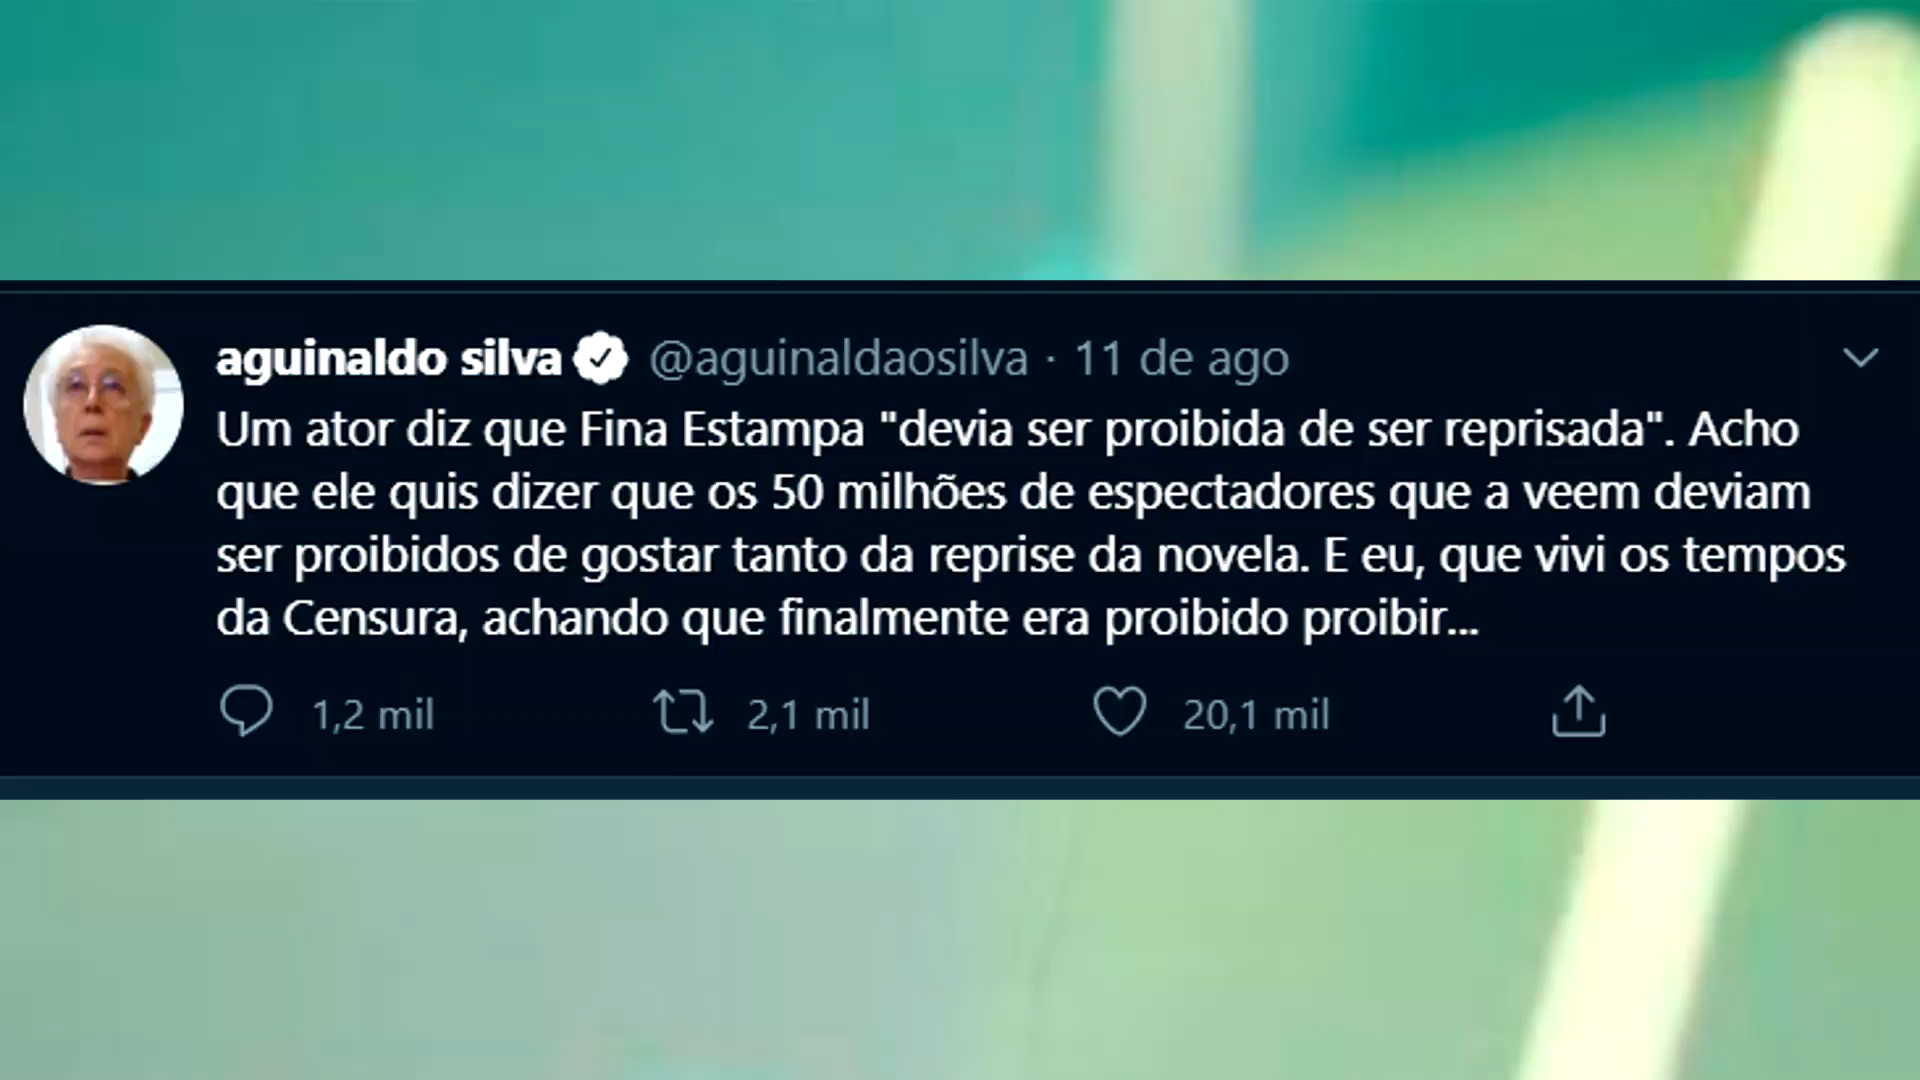 aguinaldo silva @aguinaldaosilva · 11 de ago
Um ator diz que Fina Estampa "devia ser proibida de ser reprisada". Acho
que ele quis dizer que os 50 milhões de espectadores que a veem deviam
ser proibidos de gostar tanto da reprise da novela. E eu, que vivi os tempos
da Censura, achando que finalmente era proibido proibir...
1,2 mil 2,1 mil 20,1 mil